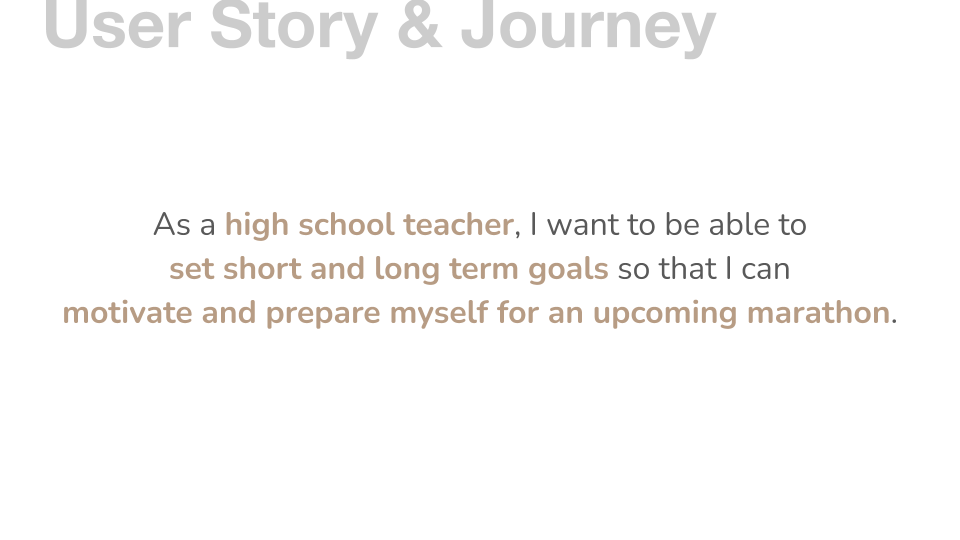 User Story & Journey
As a high school teacher, I want to be able to
set short and long term goals so that I can
motivate and prepare myself for an upcoming marathon.